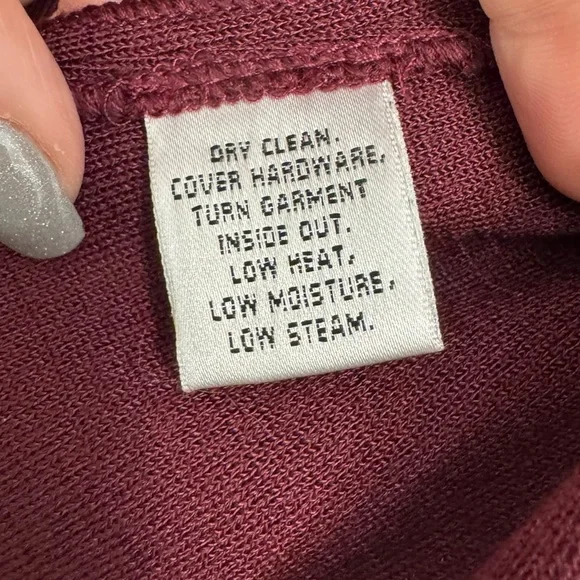 DRY CLEAN.
COVER HARDWARE,
TURN GARMENT
INSIDE OUT.
LOW HEAT,
LOW MOISTURE,
LOW STEAM.